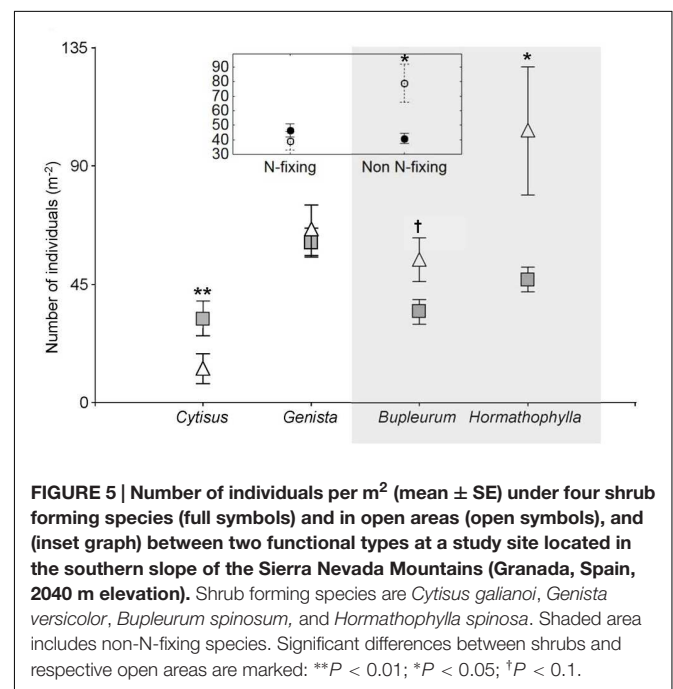 135
90
45
0
Number of individuals (m-2)
90
80
70
60
50
40
30
*
N-fixing
Non N-fixing
**
†
*
Cytisus
Genista
Bupleurum
Hormathophylla
FIGURE 5 | Number of individuals per m2 (mean ± SE) under four shrub
forming species (full symbols) and in open areas (open symbols), and
(inset graph) between two functional types at a study site located in
the southern slope of the Sierra Nevada Mountains (Granada, Spain,
2040 m elevation). Shrub forming species are Cytisus galianoi, Genista
versicolor, Bupleurum spinosum, and Hormathophylla spinosa. Shaded area
includes non-N-fixing species. Significant differences between shrubs and
respective open areas are marked: **P < 0.01; *P < 0.05; †P < 0.1.